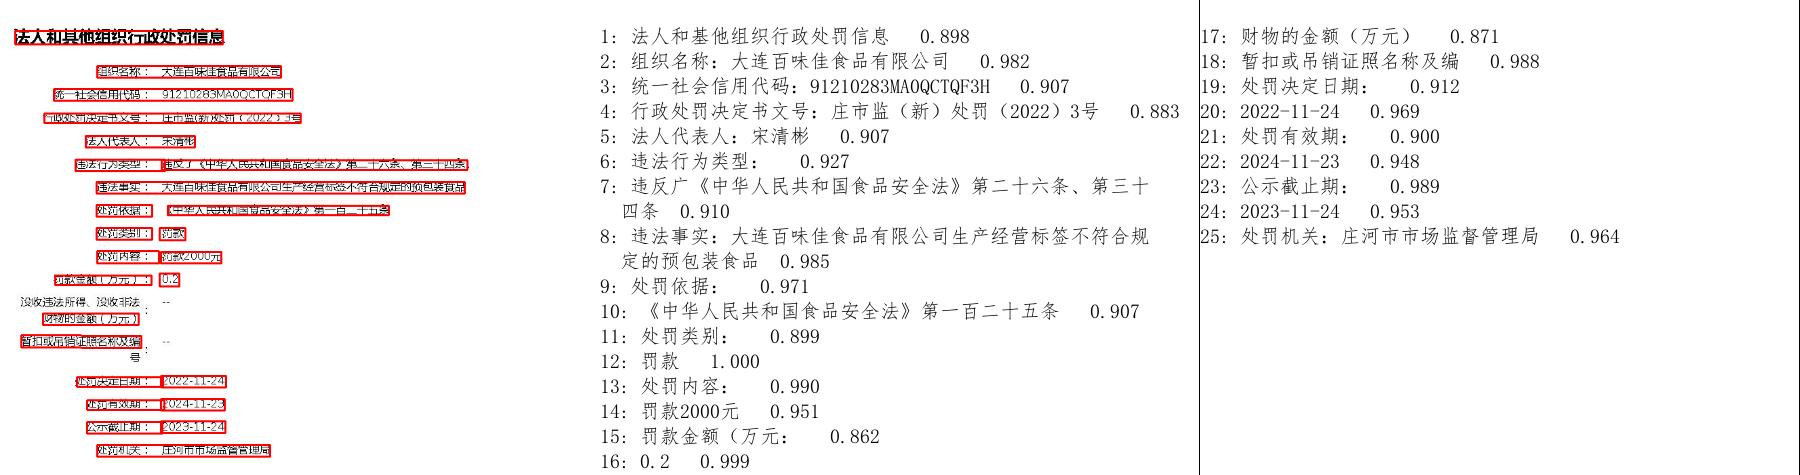 法人和其他组织行政处罚信息
组织名称： 大连百味佳食品有限公司
统一社会信用代码： 91210283MA0QCTQF3H
行政处罚决定书文号： 庄市监(新)处罚（2022）3号
法人代表人： 宋清彬
违法行为类型： 违反了《中华人民共和国食品安全法》第二十六条、第三十四条,
违法事实： 大连百味佳食品有限公司生产经营标签不符合规定的预包装食品
处罚依据： 《中华人民共和国食品安全法》第一百二十五条
处罚类别： 罚款
处罚内容： 罚款2000元
罚款金额（万元）： 0.2
没收违法所得、没收非法
财物的金额（万元）： --
暂扣或吊销证照名称及编
号： --
处罚决定日期： 2022-11-24
处罚有效期： 2024-11-23
公示截止期： 2023-11-24
处罚机关： 庄河市市场监督管理局
1: 法人和基他组织行政处罚信息 0.898
2: 组织名称：大连百味佳食品有限公司 0.982
3: 统一社会信用代码：91210283MA0QCTQF3H 0.907
4: 行政处罚决定书文号：庄市监（新）处罚（2022）3号 0.883
5: 法人代表人：宋清彬 0.907
6: 违法行为类型： 0.927
7: 违反广《中华人民共和国食品安全法》第二十六条、第三十
四条 0.910
8: 违法事实：大连百味佳食品有限公司生产经营标签不符合规
定的预包装食品 0.985
9: 处罚依据： 0.971
10: 《中华人民共和国食品安全法》第一百二十五条 0.907
11: 处罚类别： 0.899
12: 罚款 1.000
13: 处罚内容： 0.990
14: 罚款2000元 0.951
15: 罚款金额（万元： 0.862
16: 0.2 0.999
17: 财物的金额（万元） 0.871
18: 暂扣或吊销证照名称及编 0.988
19: 处罚决定日期： 0.912
20: 2022-11-24 0.969
21: 处罚有效期： 0.900
22: 2024-11-23 0.948
23: 公示截止期： 0.989
24: 2023-11-24 0.953
25: 处罚机关：庄河市市场监督管理局 0.964